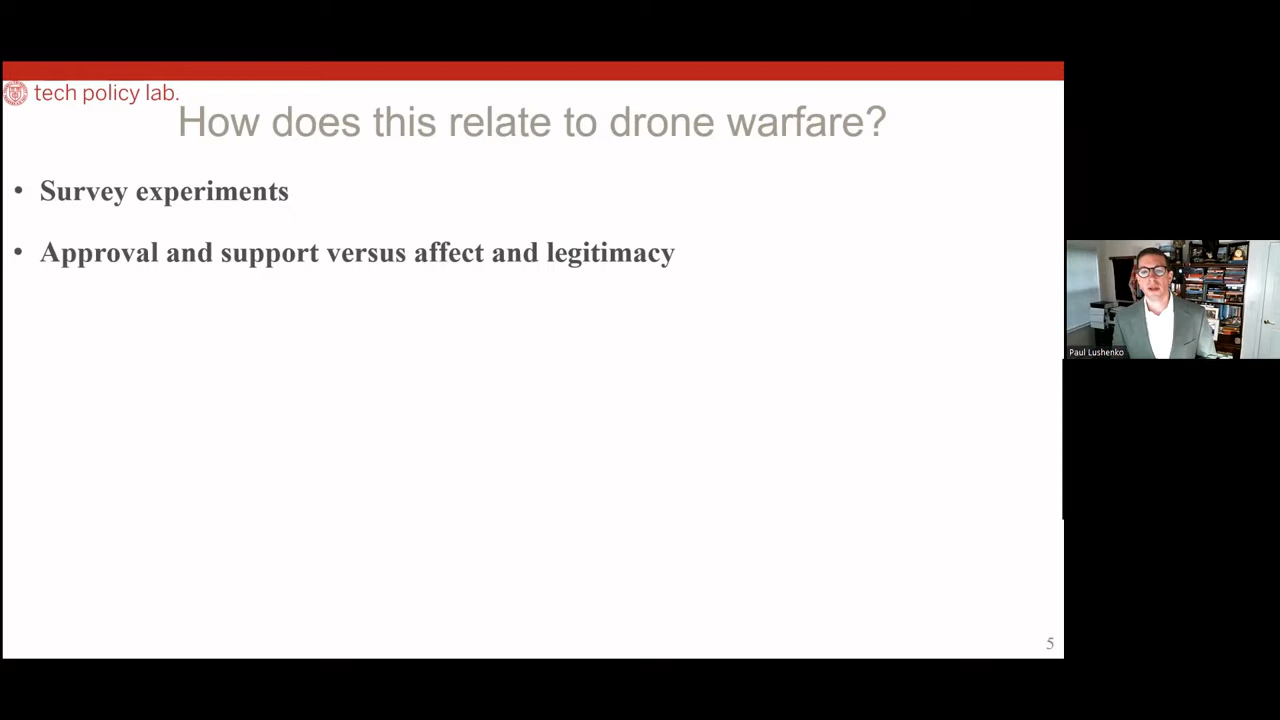 tech policy lab.
How does this relate to drone warfare?
• Survey experiments
• Approval and support versus affect and legitimacy
Paul Lushenko
5